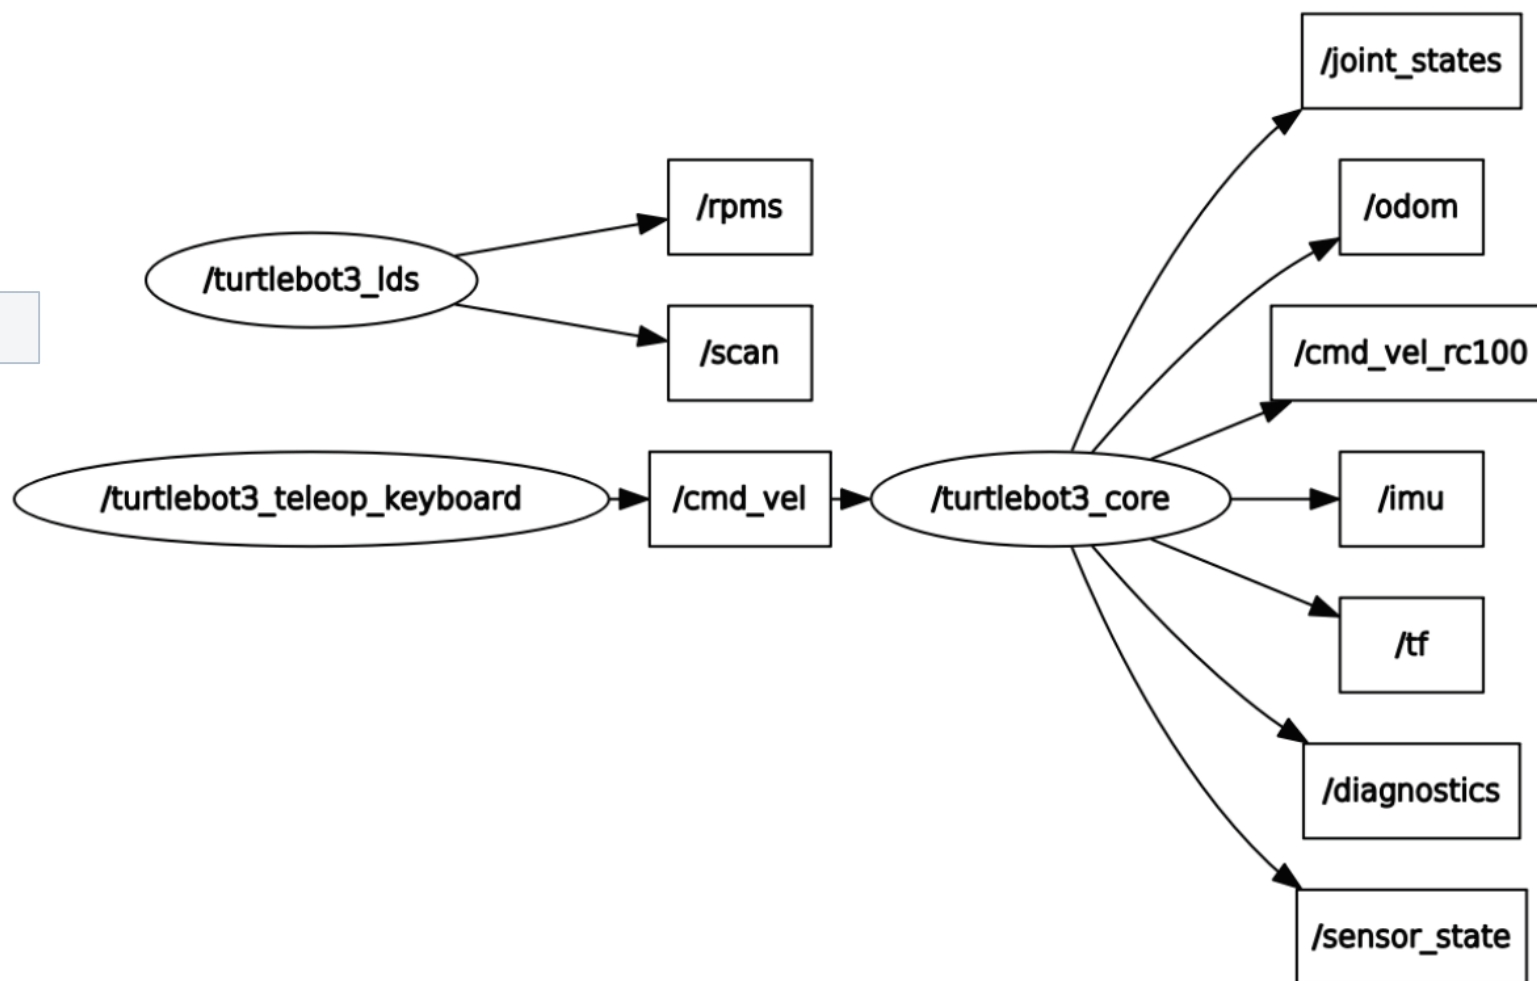 /joint_states
/rpms
/odom
/turtlebot3_lds
/scan
/cmd_vel_rc100
/turtlebot3_teleop_keyboard
/cmd_vel
/turtlebot3_core
/imu
/tf
/diagnostics
/sensor_state